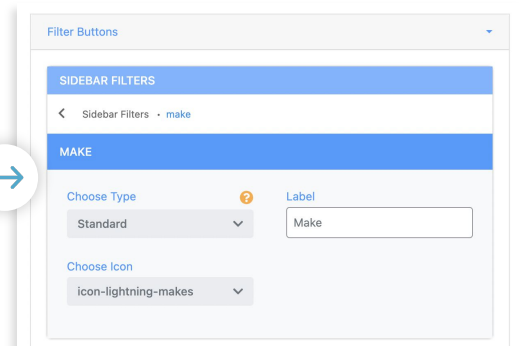 Filter Buttons
SIDEBAR FILTERS
Sidebar Filters • make
MAKE
Choose Type ? Label
Standard Make
Choose Icon
icon-lightning-makes